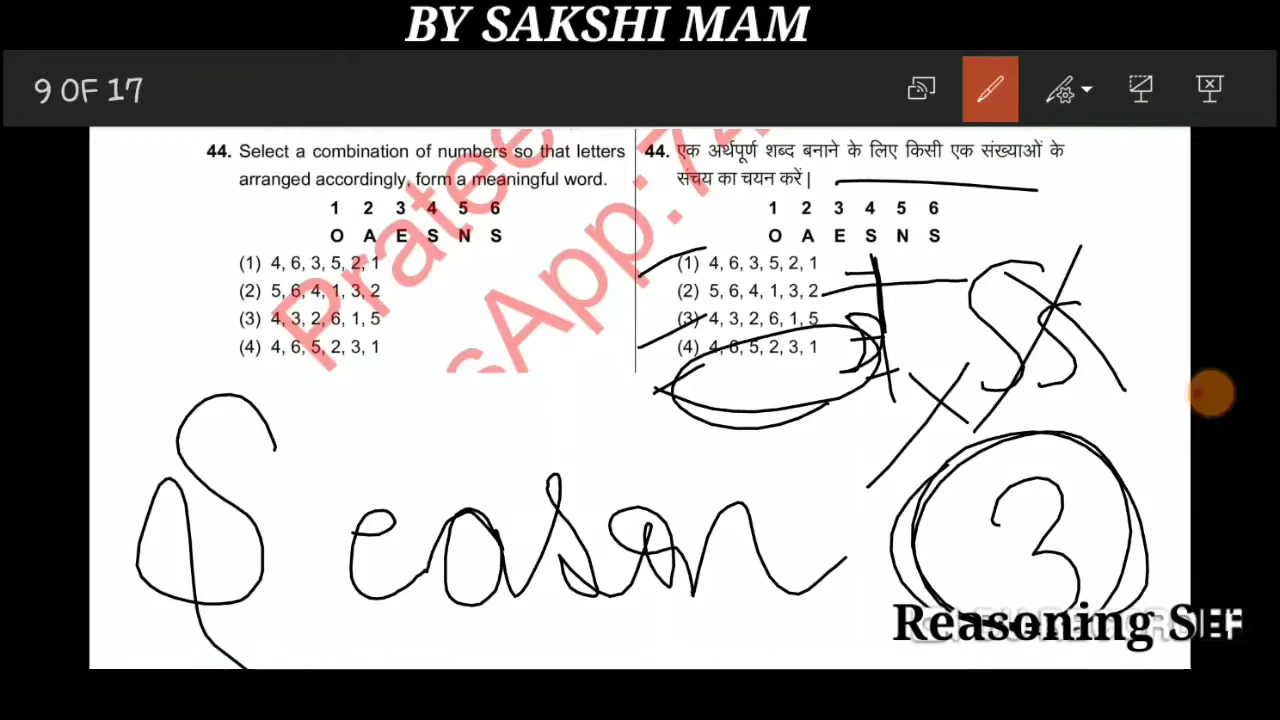 BY SAKSHI MAM
9 OF 17
44. Select a combination of numbers so that letters
arranged accordingly, form a meaningful word.
1 2 3 4 5 6
O A E S N S
(1) 4, 6, 3, 5, 2, 1
(2) 5, 6, 4, 1, 3, 2
(3) 4, 3, 2, 6, 1, 5
(4) 4, 6, 5, 2, 3, 1
44. एक अर्थपूर्ण शब्द बनाने के लिए किसी एक संख्याओं के
संचय का चयन करें |
1 2 3 4 5 6
O A E S N S
(1) 4, 6, 3, 5, 2, 1
(2) 5, 6, 4, 1, 3, 2
(3) 4, 3, 2, 6, 1, 5
(4) 4, 6, 5, 2, 3, 1
SS
Season
3
Reasoning S